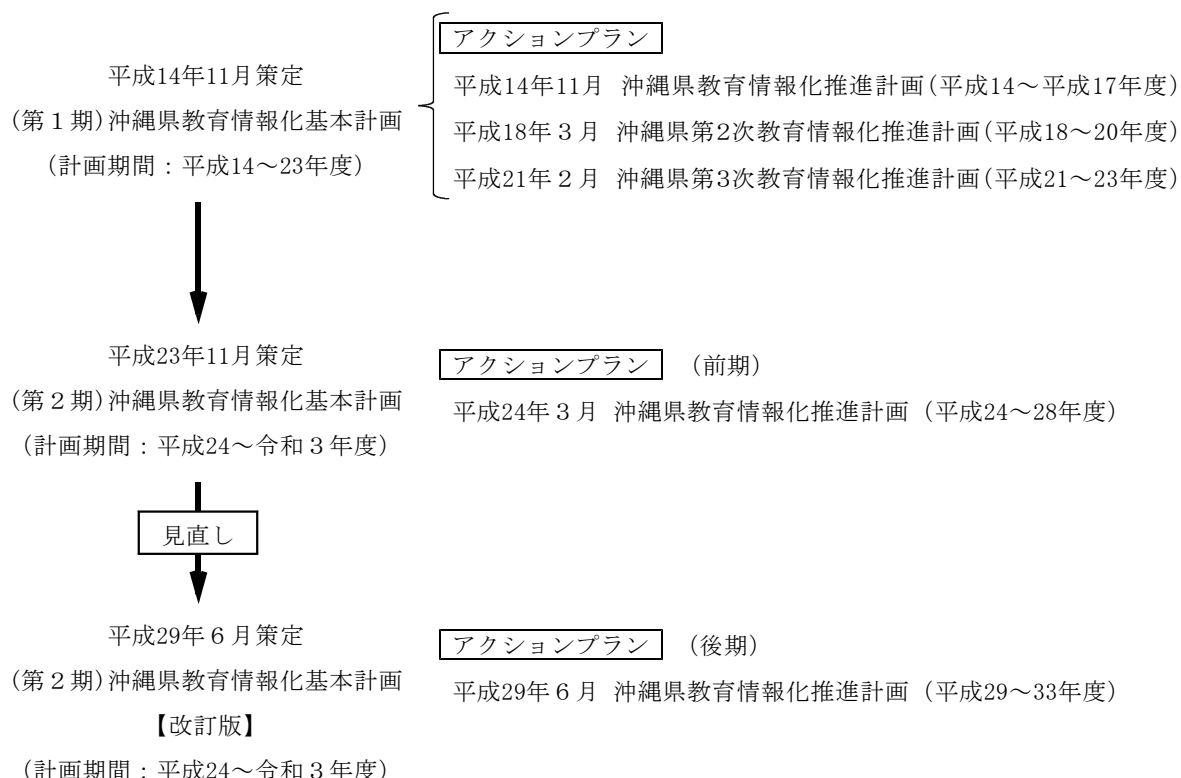 平成14年11月策定
(第１期)沖縄県教育情報化基本計画
(計画期間：平成14～23年度)
アクションプラン
平成14年11月 沖縄県教育情報化推進計画(平成14～平成17年度)
平成18年３月 沖縄県第2次教育情報化推進計画(平成18～20年度)
平成21年２月 沖縄県第3次教育情報化推進計画(平成21～23年度)
平成23年11月策定
(第２期)沖縄県教育情報化基本計画
(計画期間：平成24～令和３年度)
アクションプラン (前期)
平成24年３月 沖縄県教育情報化推進計画 (平成24～28年度)
見直し
平成29年６月策定
(第２期)沖縄県教育情報化基本計画
【改訂版】
(計画期間：平成24～令和３年度)
アクションプラン (後期)
平成29年６月 沖縄県教育情報化推進計画 (平成29～33年度)